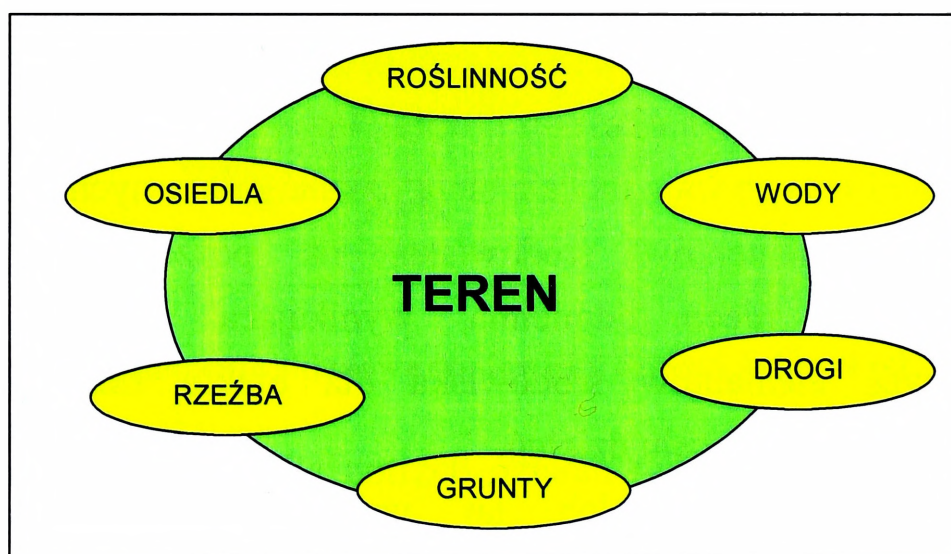 ROŚLINNOŚĆ
OSIEDLA
WODY
TEREN
DROGI
RZEŹBA
GRUNTY